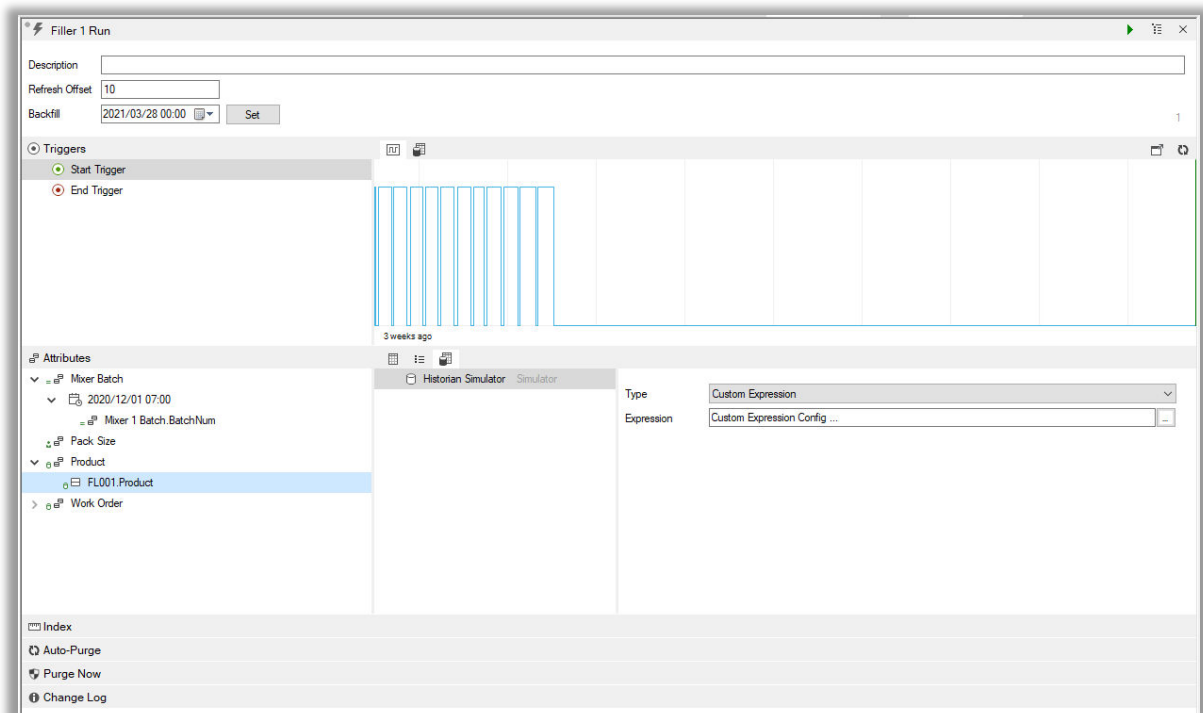 Filler 1 Run
Description
Refresh Offset 10
Backfill 2021/03/28 00:00 Set
1
Triggers
Start Trigger
End Trigger
3 weeks ago
Attributes
Mixer Batch
2020/12/01 07:00
Mixer 1 Batch.BatchNum
Pack Size
Product
FL001.Product
Work Order
Historian Simulator Simulator
Type Custom Expression
Expression Custom Expression Config ... ...
Index
Auto-Purge
Purge Now
Change Log